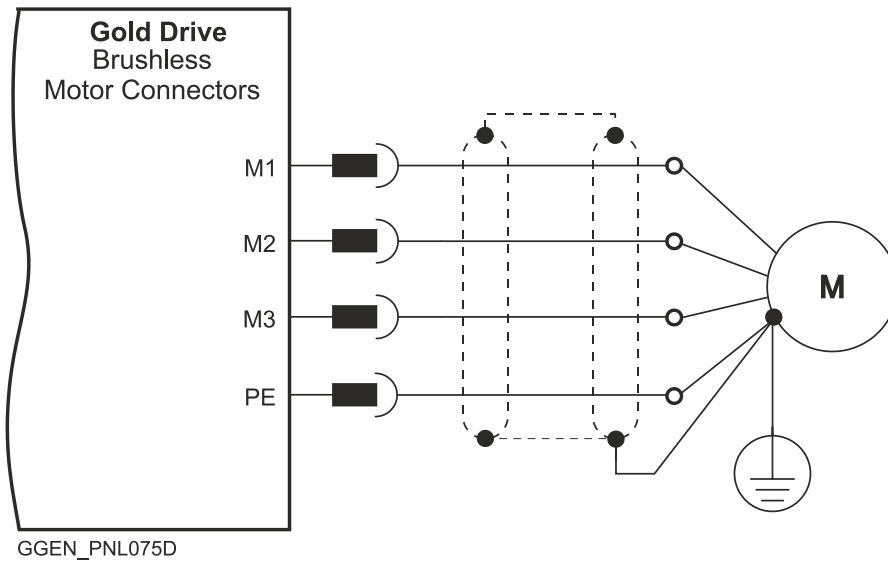 Gold Drive
Brushless
Motor Connectors
M1
M2
M3
PE
M
GGEN_PNL075D